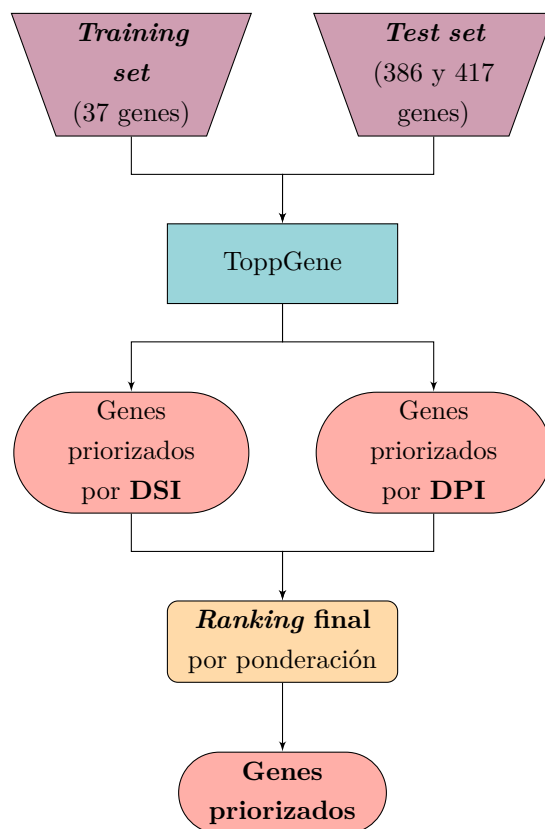 Training
set
(37 genes)
Test set
(386 y 417
genes)
ToppGene
Genes
priorizados
por DSI
Genes
priorizados
por DPI
Ranking final
por ponderación
Genes
priorizados